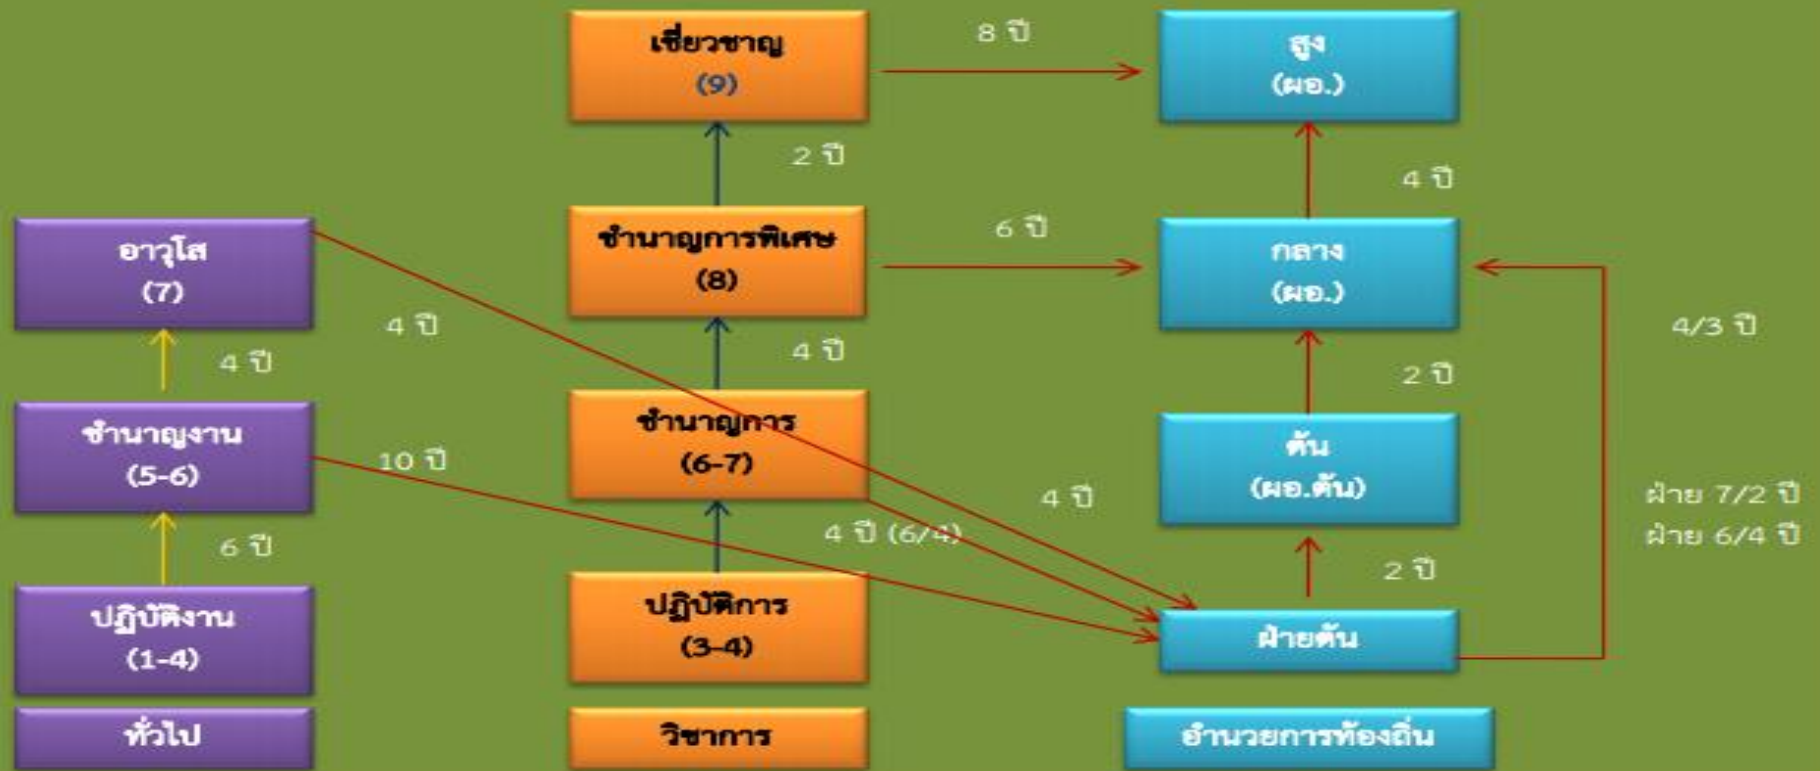 เชี่ยวชาญ
(9)
8 ปี
สูง
(ผอ.)
2 ปี
4 ปี
อาวุโส
(7)
ชำนาญการพิเศษ
(8)
6 ปี
กลาง
(ผอ.)
4 ปี
4 ปี
4 ปี
2 ปี
4/3 ปี
ชำนาญงาน
(5-6)
10 ปี
ชำนาญการ
(6-7)
4 ปี
ต้น
(ผอ.ต้น)
ฝ่าย 7/2 ปี
ฝ่าย 6/4 ปี
6 ปี
4 ปี (6/4)
2 ปี
ปฏิบัติงาน
(1-4)
ปฏิบัติการ
(3-4)
ฝ่ายต้น
ทั่วไป
วิชาการ
อำนวยการท้องถิ่น